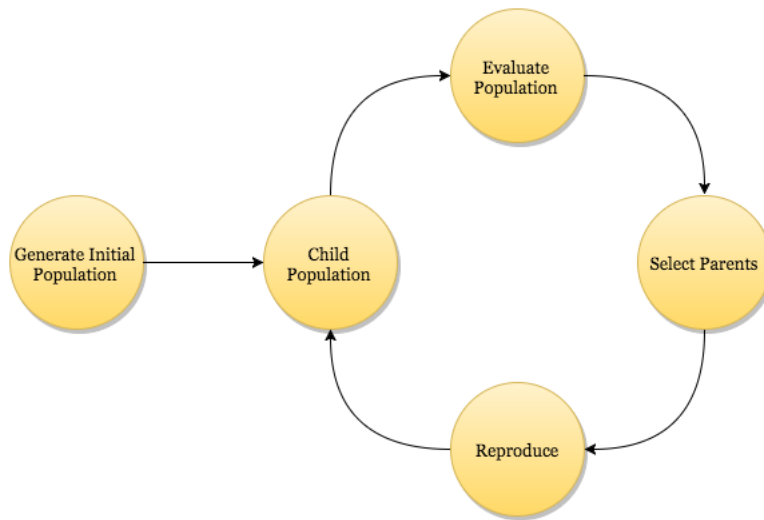 Evaluate
Population
Generate Initial
Population
Child
Population
Select Parents
Reproduce